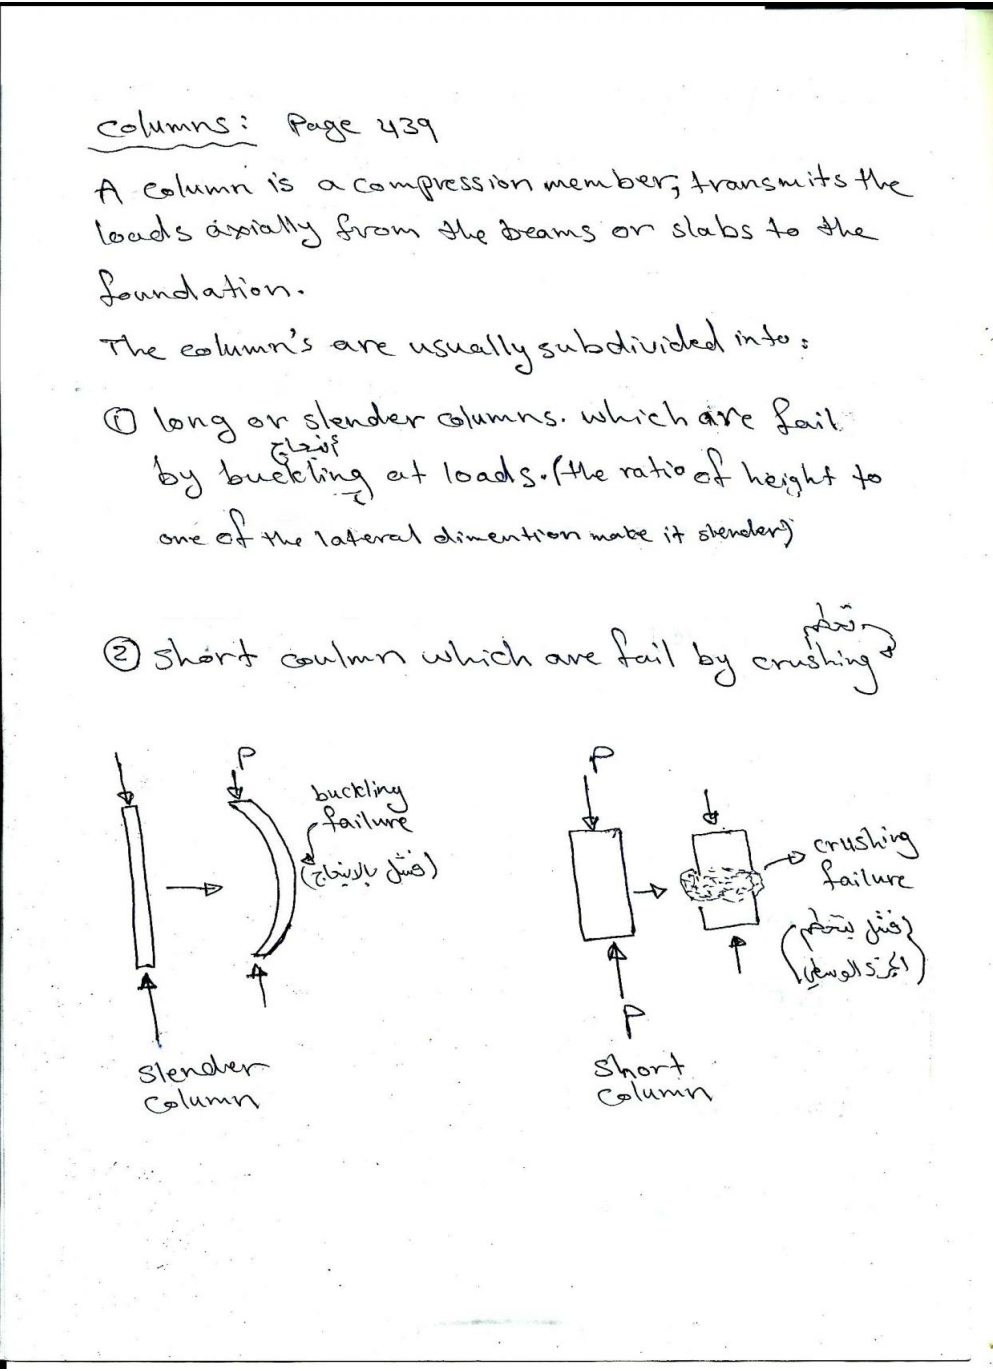 Columns: Page 439
A column is a compression member, transmits the
loads axially from the beams or slabs to the
foundation.
The column's are usually subdivided into:
① long or slender columns. which are fail
أنبعاج
by buckling at loads. (the ratio of height to
one of the lateral dimention make it slender)
تحطم
② short coulmn which are fail by crushing
P
buckling
failure
(فشل بالانبعاج)
slender
column
P
crushing
failure
(فشل بتحطم
الجزء الوسطي)
P
short
column